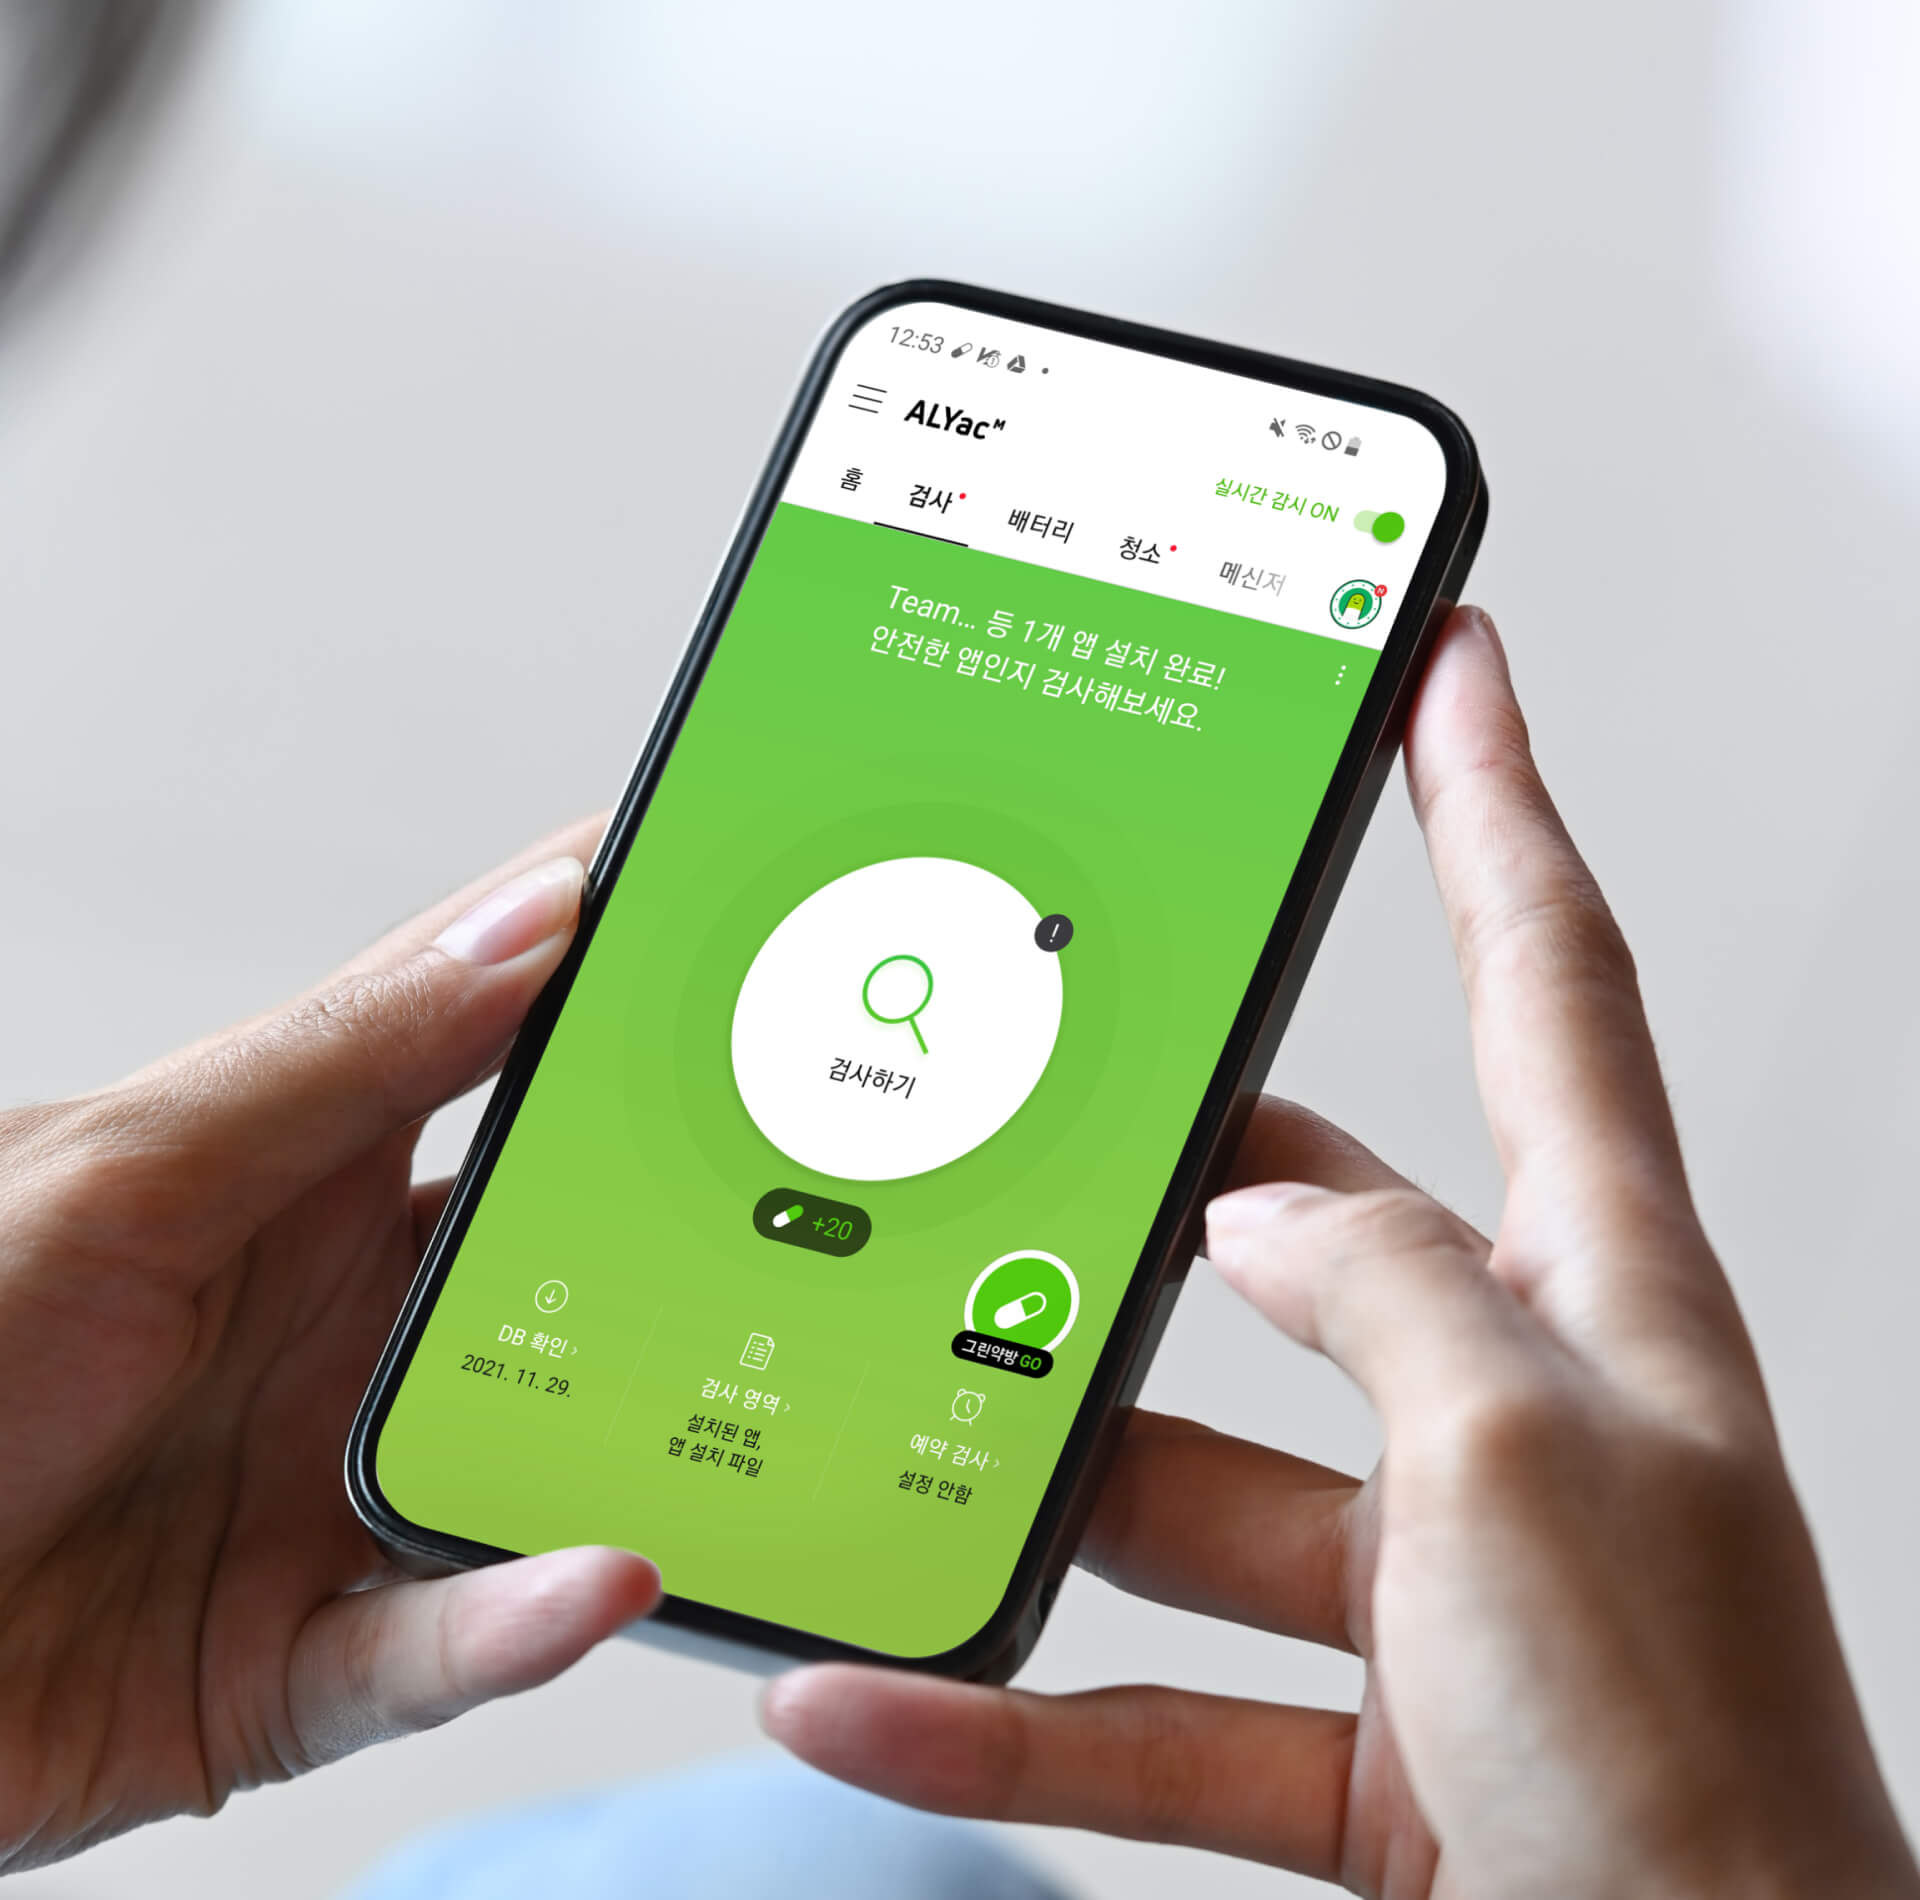 12:53
ALYac M
실시간 감시 ON
홈 검사 배터리 청소 메신저
N
Team... 등 1개 앱 설치 완료!
안전한 앱인지 검사해보세요.
!
검사하기
+20
그린약방 GO
DB 확인 >
2021. 11. 29.
검사 영역 >
설치된 앱,
앱 설치 파일
예약 검사 >
설정 안함